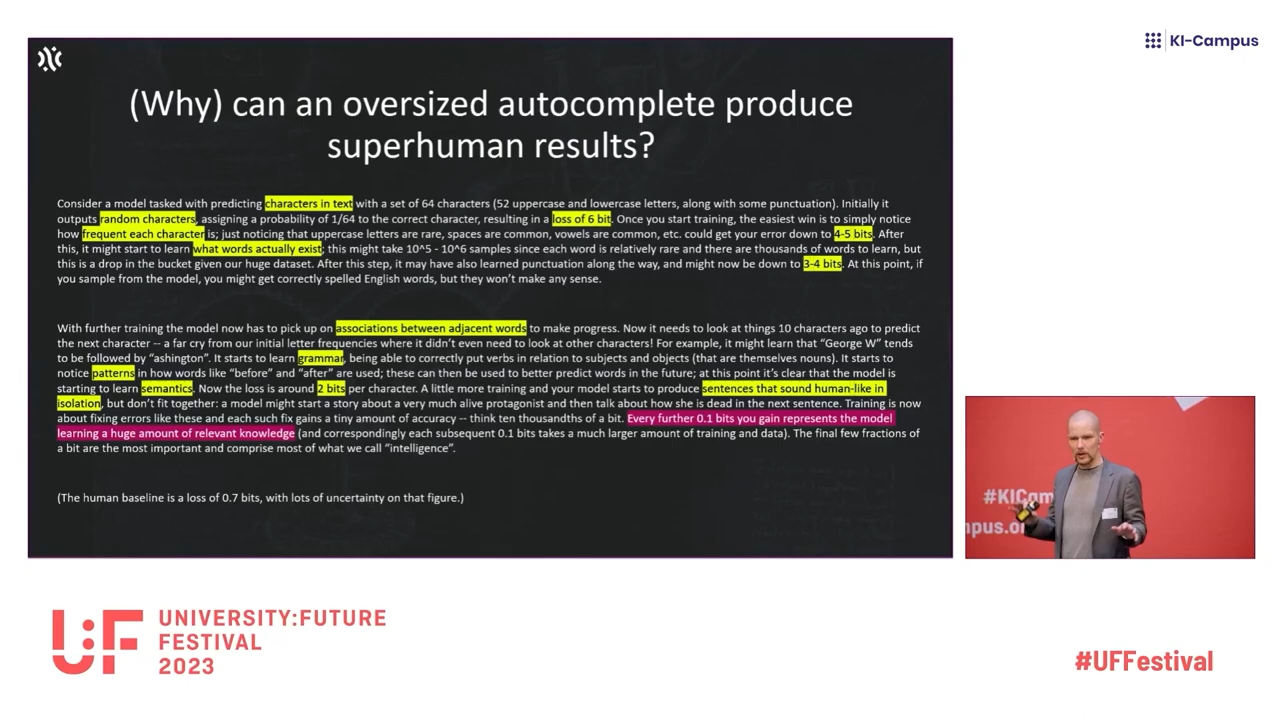 KI-Campus
(Why) can an oversized autocomplete produce
superhuman results?
Consider a model tasked with predicting characters in text with a set of 64 characters (52 uppercase and lowercase letters, along with some punctuation). Initially it
outputs random characters, assigning a probability of 1/64 to the correct character, resulting in a loss of 6 bit. Once you start training, the easiest win is to simply notice
how frequent each character is; just noticing that uppercase letters are rare, spaces are common, vowels are common, etc. could get your error down to 4-5 bits. After
this, it might start to learn what words actually exist; this might take 10^5 - 10^6 samples since each word is relatively rare and there are thousands of words to learn, but
this is a drop in the bucket given our huge dataset. After this step, it may have also learned punctuation along the way, and might now be down to 3-4 bits. At this point, if
you sample from the model, you might get correctly spelled English words, but they won't make any sense.
With further training the model now has to pick up on associations between adjacent words to make progress. Now it needs to look at things 10 characters ago to predict
the next character -- a far cry from our initial letter frequencies where it didn't even need to look at other characters! For example, it might learn that "George W" tends
to be followed by "ashington". It starts to learn grammar, being able to correctly put verbs in relation to subjects and objects (that are themselves nouns). It starts to
notice patterns in how words like "before" and "after" are used; these can then be used to better predict words in the future; at this point it's clear that the model is
starting to learn semantics. Now the loss is around 2 bits per character. A little more training and your model starts to produce sentences that sound human-like in
isolation, but don't fit together: a model might start a story about a very much alive protagonist and then talk about how she is dead in the next sentence. Training is now
about fixing errors like these and each such fix gains a tiny amount of accuracy -- think ten thousandths of a bit. Every further 0.1 bits you gain represents the model
learning a huge amount of relevant knowledge (and correspondingly each subsequent 0.1 bits takes a much larger amount of training and data). The final few fractions of
a bit are the most important and comprise most of what we call "intelligence".
(The human baseline is a loss of 0.7 bits, with lots of uncertainty on that figure.)
#KICam
mpus.o
U:F
UNIVERSITY:FUTURE
FESTIVAL
2023
#UFFestival